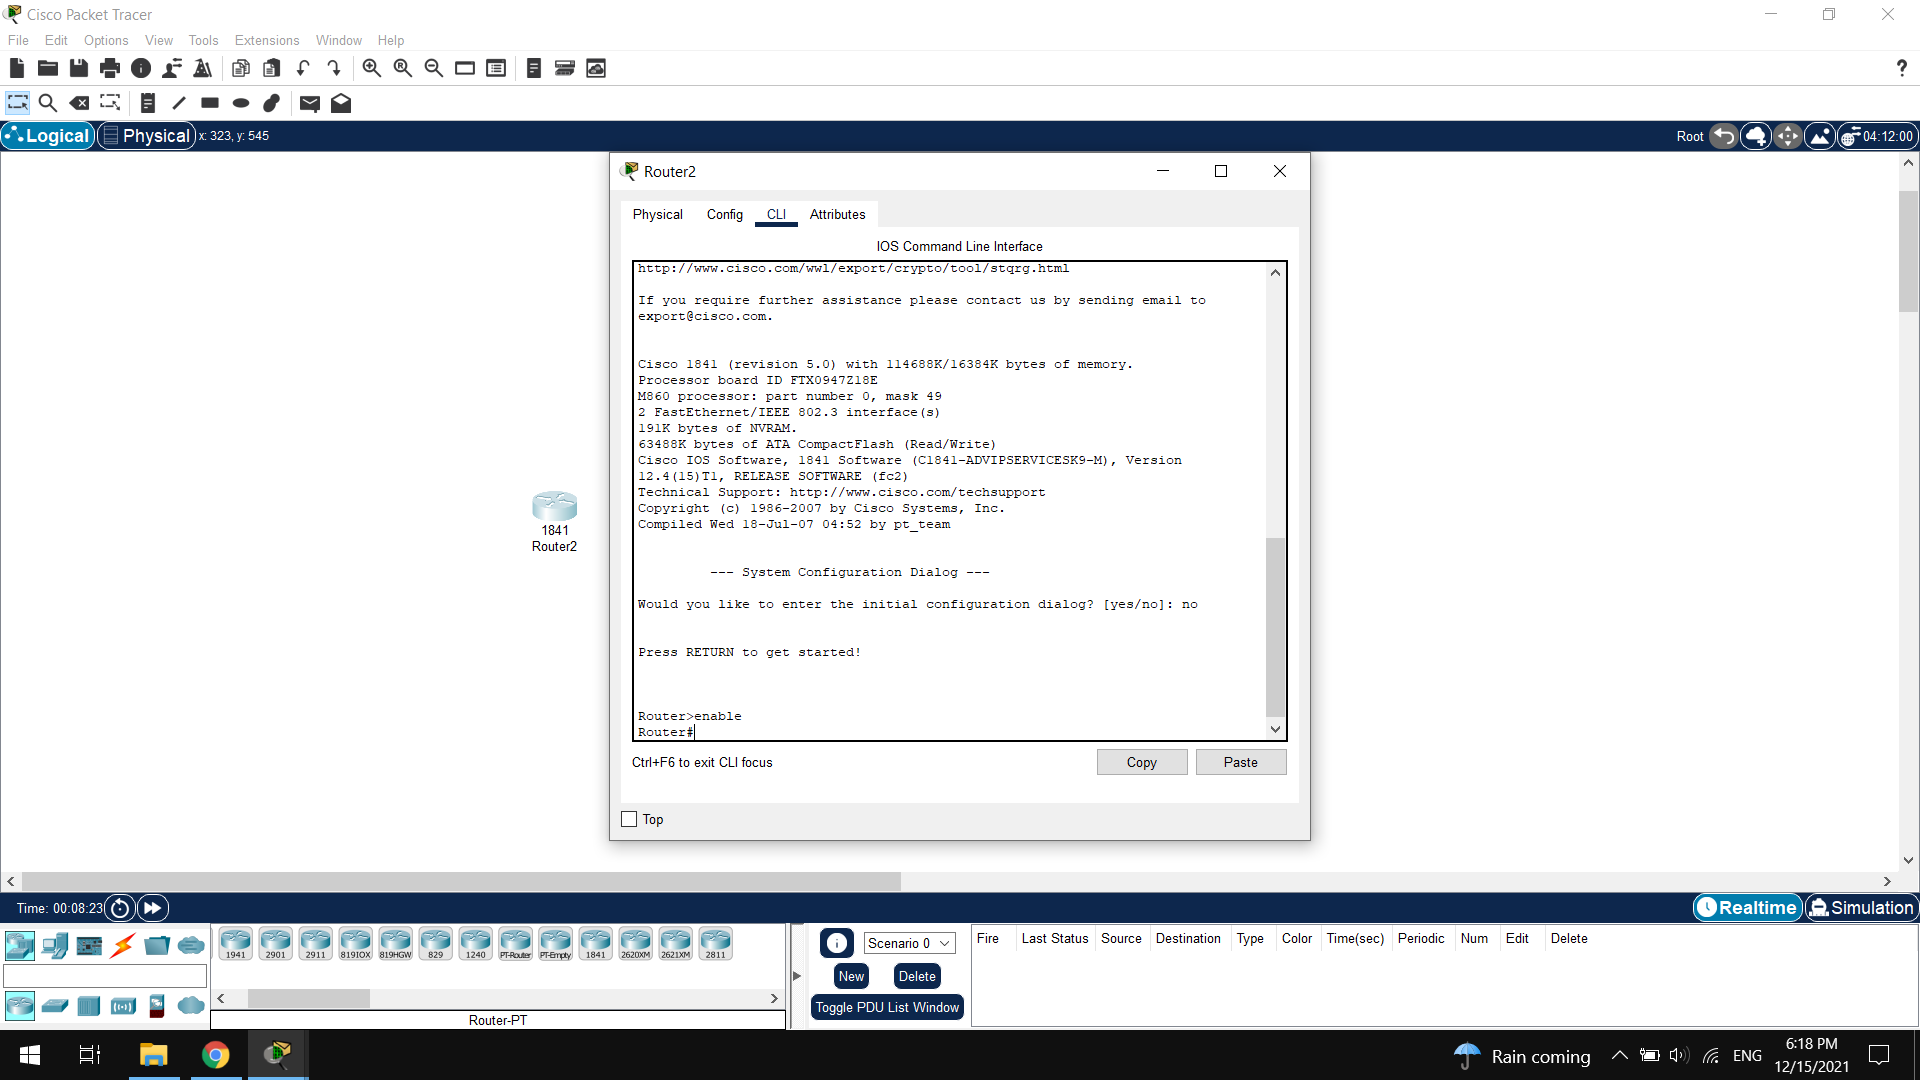 Cisco Packet Tracer
File Edit Options View Tools Extensions Window Help
?
Logical Physical x: 323, y: 545
Root 04:12:00
Router2
Physical Config CLI Attributes
IOS Command Line Interface
http://www.cisco.com/wwl/export/crypto/tool/stqrg.html
If you require further assistance please contact us by sending email to
export@cisco.com.
Cisco 1841 (revision 5.0) with 114688K/16384K bytes of memory.
Processor board ID FTX0947Z18E
M860 processor: part number 0, mask 49
2 FastEthernet/IEEE 802.3 interface(s)
191K bytes of NVRAM.
63488K bytes of ATA CompactFlash (Read/Write)
Cisco IOS Software, 1841 Software (C1841-ADVIPSERVICESK9-M), Version
12.4(15)T1, RELEASE SOFTWARE (fc2)
Technical Support: http://www.cisco.com/techsupport
Copyright (c) 1986-2007 by Cisco Systems, Inc.
Compiled Wed 18-Jul-07 04:52 by pt_team
--- System Configuration Dialog ---
Would you like to enter the initial configuration dialog? [yes/no]: no
Press RETURN to get started!
Router>enable
Router#
Ctrl+F6 to exit CLI focus
Copy Paste
Top
1841
Router2
Time: 00:08:23
Realtime Simulation
1941 2901 2911 819IOX 819HGW 829 1240 PT-Router PT-Empty 1841 2620XM 2621XM 2811
Router-PT
Scenario 0
New Delete
Toggle PDU List Window
Fire Last Status Source Destination Type Color Time(sec) Periodic Num Edit Delete
Rain coming
ENG
6:18 PM
12/15/2021